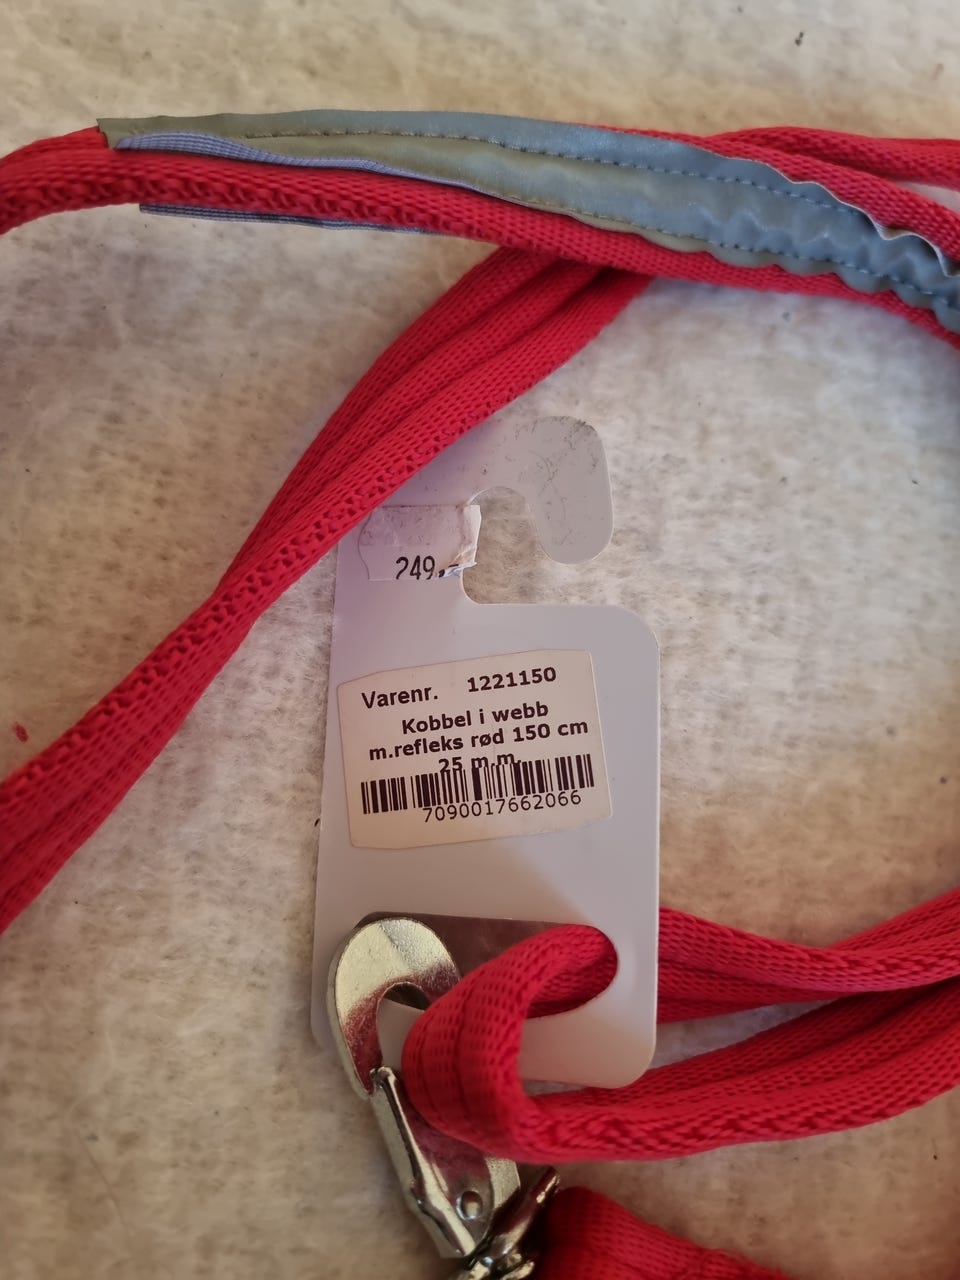 249,-
Varenr. 1221150
Kobbel i webb
m.refleks rød 150 cm
25 m.m.
7090017662066